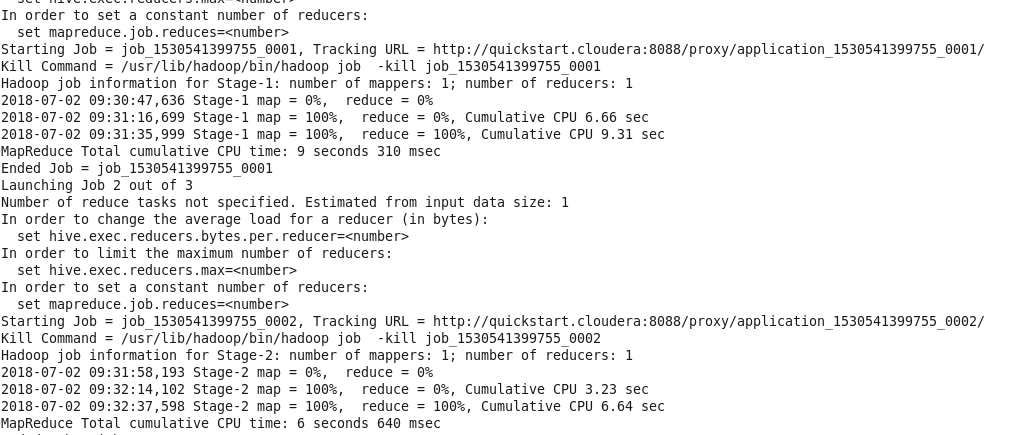 set hive.exec.reducers.max=<number>
In order to set a constant number of reducers:
  set mapreduce.job.reduces=<number>
Starting Job = job_1530541399755_0001, Tracking URL = http://quickstart.cloudera:8088/proxy/application_1530541399755_0001/
Kill Command = /usr/lib/hadoop/bin/hadoop job  -kill job_1530541399755_0001
Hadoop job information for Stage-1: number of mappers: 1; number of reducers: 1
2018-07-02 09:30:47,636 Stage-1 map = 0%,  reduce = 0%
2018-07-02 09:31:16,699 Stage-1 map = 100%,  reduce = 0%, Cumulative CPU 6.66 sec
2018-07-02 09:31:35,999 Stage-1 map = 100%,  reduce = 100%, Cumulative CPU 9.31 sec
MapReduce Total cumulative CPU time: 9 seconds 310 msec
Ended Job = job_1530541399755_0001
Launching Job 2 out of 3
Number of reduce tasks not specified. Estimated from input data size: 1
In order to change the average load for a reducer (in bytes):
  set hive.exec.reducers.bytes.per.reducer=<number>
In order to limit the maximum number of reducers:
  set hive.exec.reducers.max=<number>
In order to set a constant number of reducers:
  set mapreduce.job.reduces=<number>
Starting Job = job_1530541399755_0002, Tracking URL = http://quickstart.cloudera:8088/proxy/application_1530541399755_0002/
Kill Command = /usr/lib/hadoop/bin/hadoop job  -kill job_1530541399755_0002
Hadoop job information for Stage-2: number of mappers: 1; number of reducers: 1
2018-07-02 09:31:58,193 Stage-2 map = 0%,  reduce = 0%
2018-07-02 09:32:14,102 Stage-2 map = 100%,  reduce = 0%, Cumulative CPU 3.23 sec
2018-07-02 09:32:37,598 Stage-2 map = 100%,  reduce = 100%, Cumulative CPU 6.64 sec
MapReduce Total cumulative CPU time: 6 seconds 640 msec